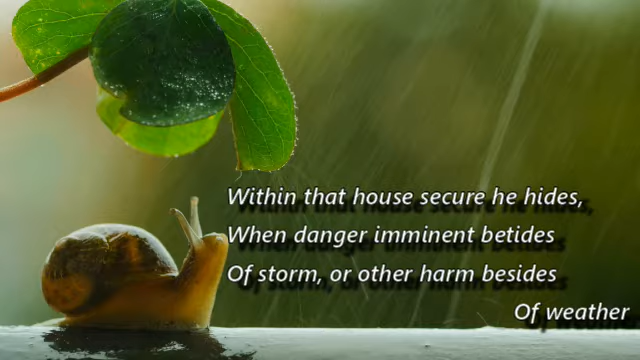 Within that house secure he hides,
When danger imminent betides
Of storm, or other harm besides
Of weather